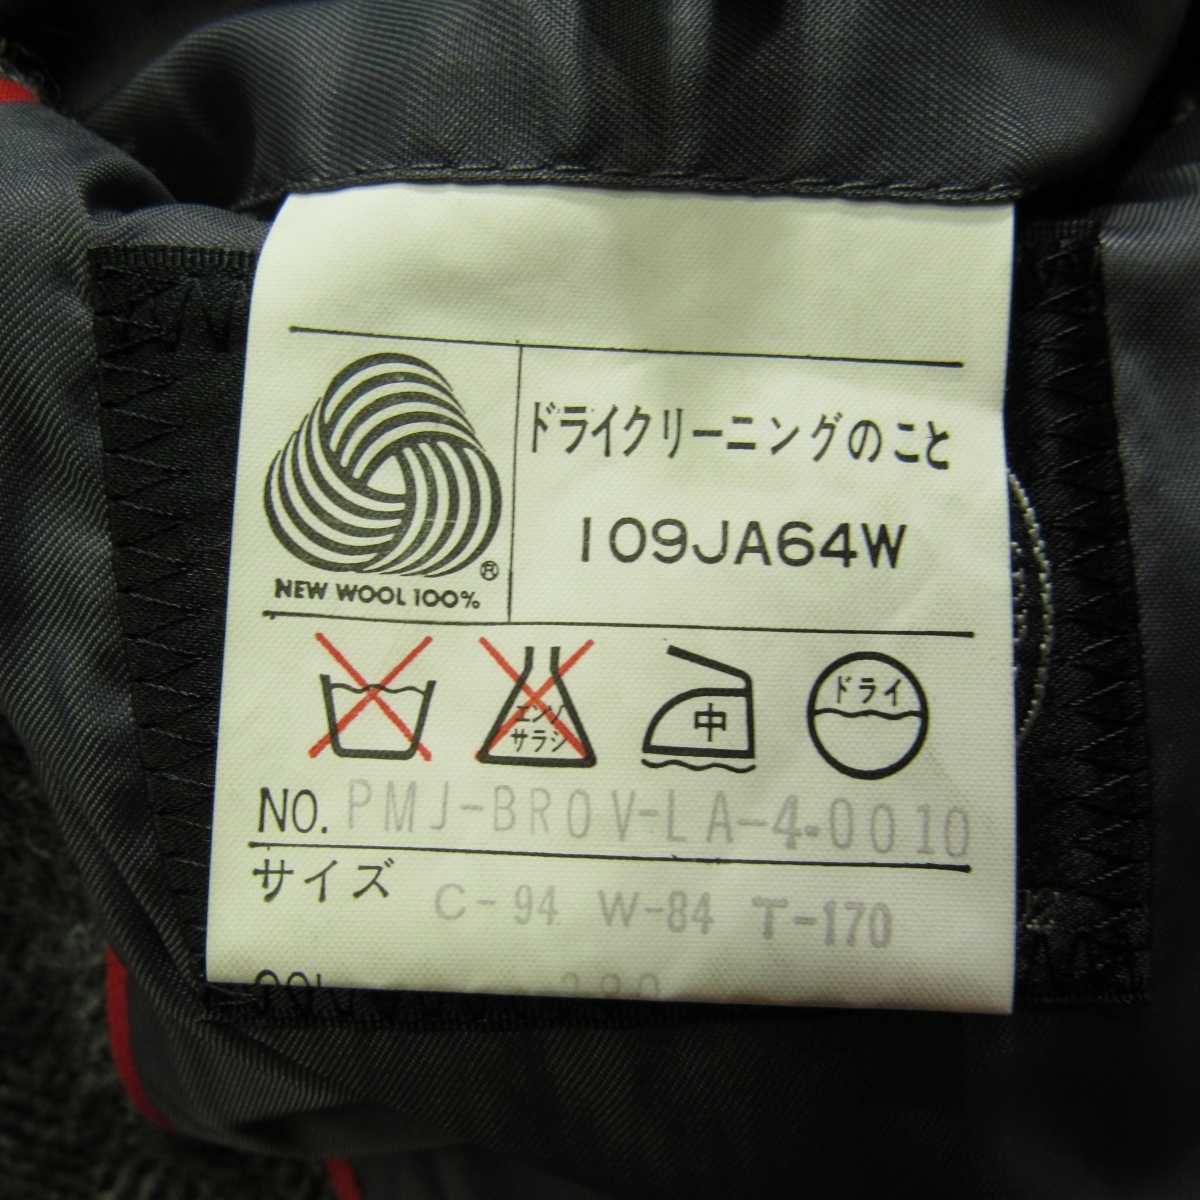 ドライクリーニングのこと
109JA64W
®
NEW WOOL 100%
エンソ
サラシ
中
ドライ
NO. PMJ-BROV-LA-4-0010
サイズ C-94 W-84 T-170